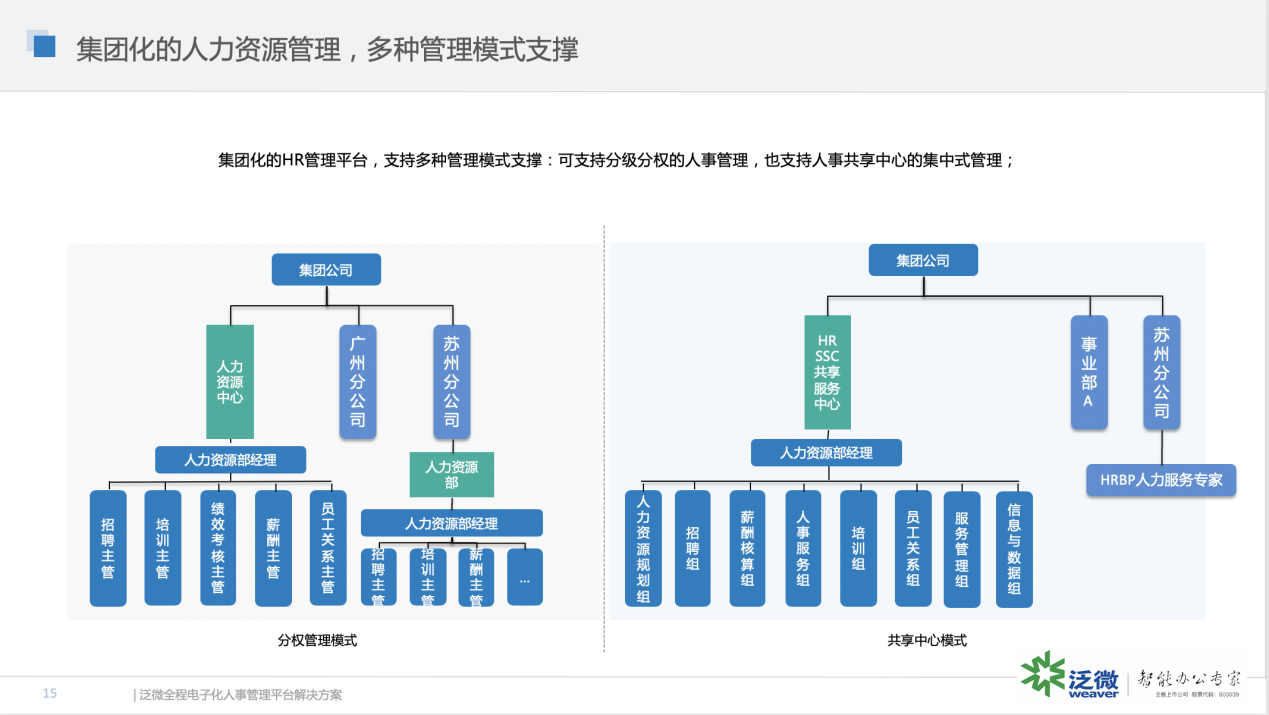 集团化的人力资源管理，多种管理模式支撑
集团化的HR管理平台，支持多种管理模式支撑：可支持分级分权的人事管理，也支持人事共享中心的集中式管理；
集团公司
人力
资源
中心
广州分公司
苏州分公司
人力资源部经理
人力资源
部
招聘主管
培训主管
绩效考核主管
薪酬主管
员工关系主管
人力资源部经理
招聘主管
培训主管
薪酬主管
...
分权管理模式
集团公司
HR
SSC
共享
服务
中心
事业部A
苏州分公司
人力资源部经理
HRBP人力服务专家
人力资源规划组
招聘组
薪酬核算组
人事服务组
培训组
员工关系组
服务管理组
信息与数据组
共享中心模式
15
|泛微全程电子化人事管理平台解决方案
泛微
weaver
智能办公专家
主板上市公司 股票代码：603039